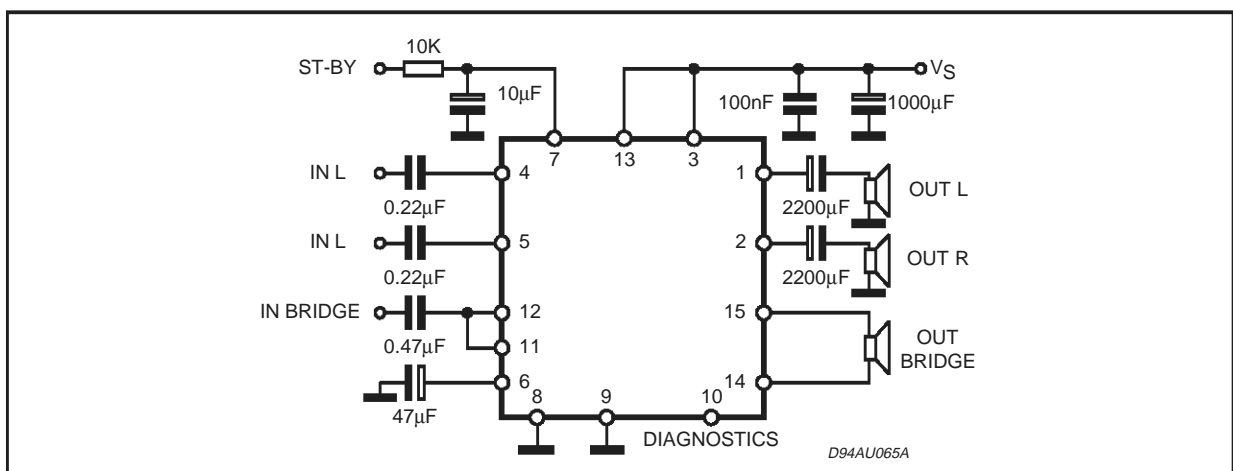 10K
ST-BY
10μF
100nF
1000μF
VS
7
13
3
IN L
0.22μF
4
1
2200μF
OUT L
IN L
0.22μF
5
2
2200μF
OUT R
IN BRIDGE
0.47μF
12
11
15
OUT
BRIDGE
47μF
6
14
8
9
10
DIAGNOSTICS
D94AU065A